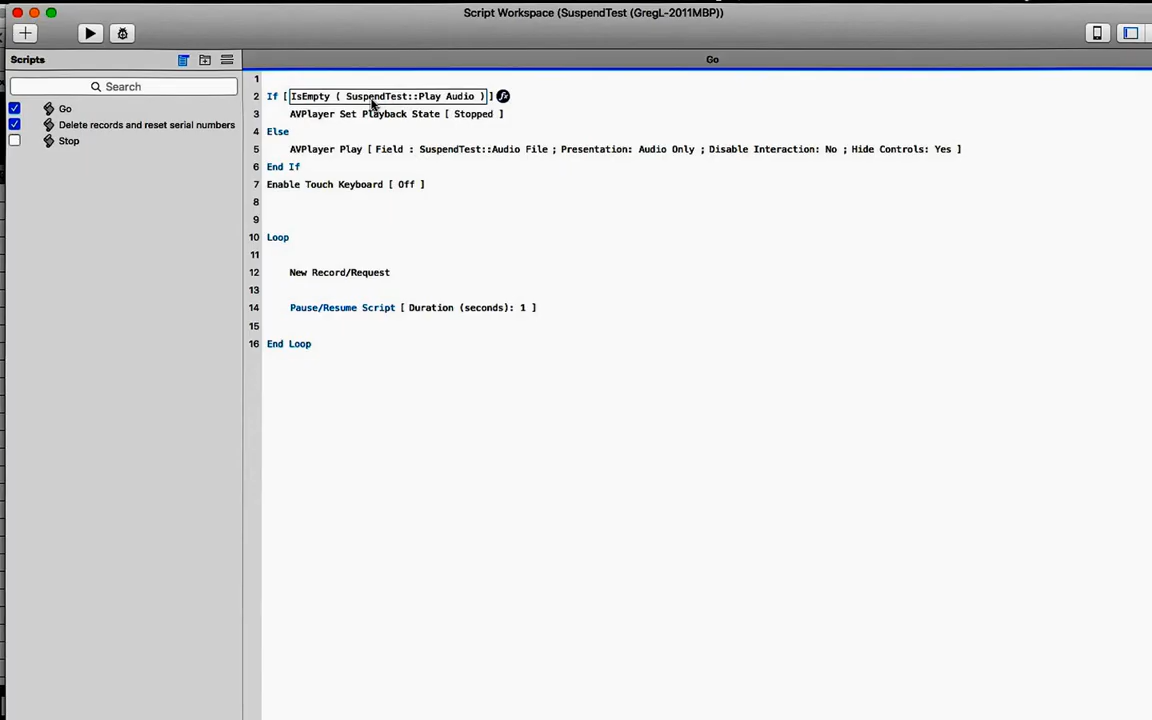 Script Workspace (SuspendTest (GregL-2011MBP))
Scripts
Go
Search
Go
Delete records and reset serial numbers
Stop
1
2 If [ IsEmpty ( SuspendTest::Play Audio ) ] fx
3 AVPlayer Set Playback State [ Stopped ]
4 Else
5 AVPlayer Play [ Field : SuspendTest::Audio File ; Presentation: Audio Only ; Disable Interaction: No ; Hide Controls: Yes ]
6 End If
7 Enable Touch Keyboard [ Off ]
8
9
10 Loop
11
12 New Record/Request
13
14 Pause/Resume Script [ Duration (seconds): 1 ]
15
16 End Loop